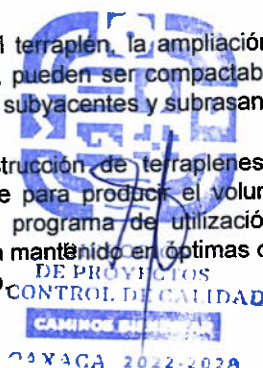 terraplén, la ampliación
pueden ser compactab
subyacentes y subrasan
strucción de terraplenes
e para producir el volum
programa de utilizació
mantenido en óptimas c
DE PROYECTOS
CONTROL DE CALIDAD
CAMINOS BIENESTAR
OAXACA 2022-2028